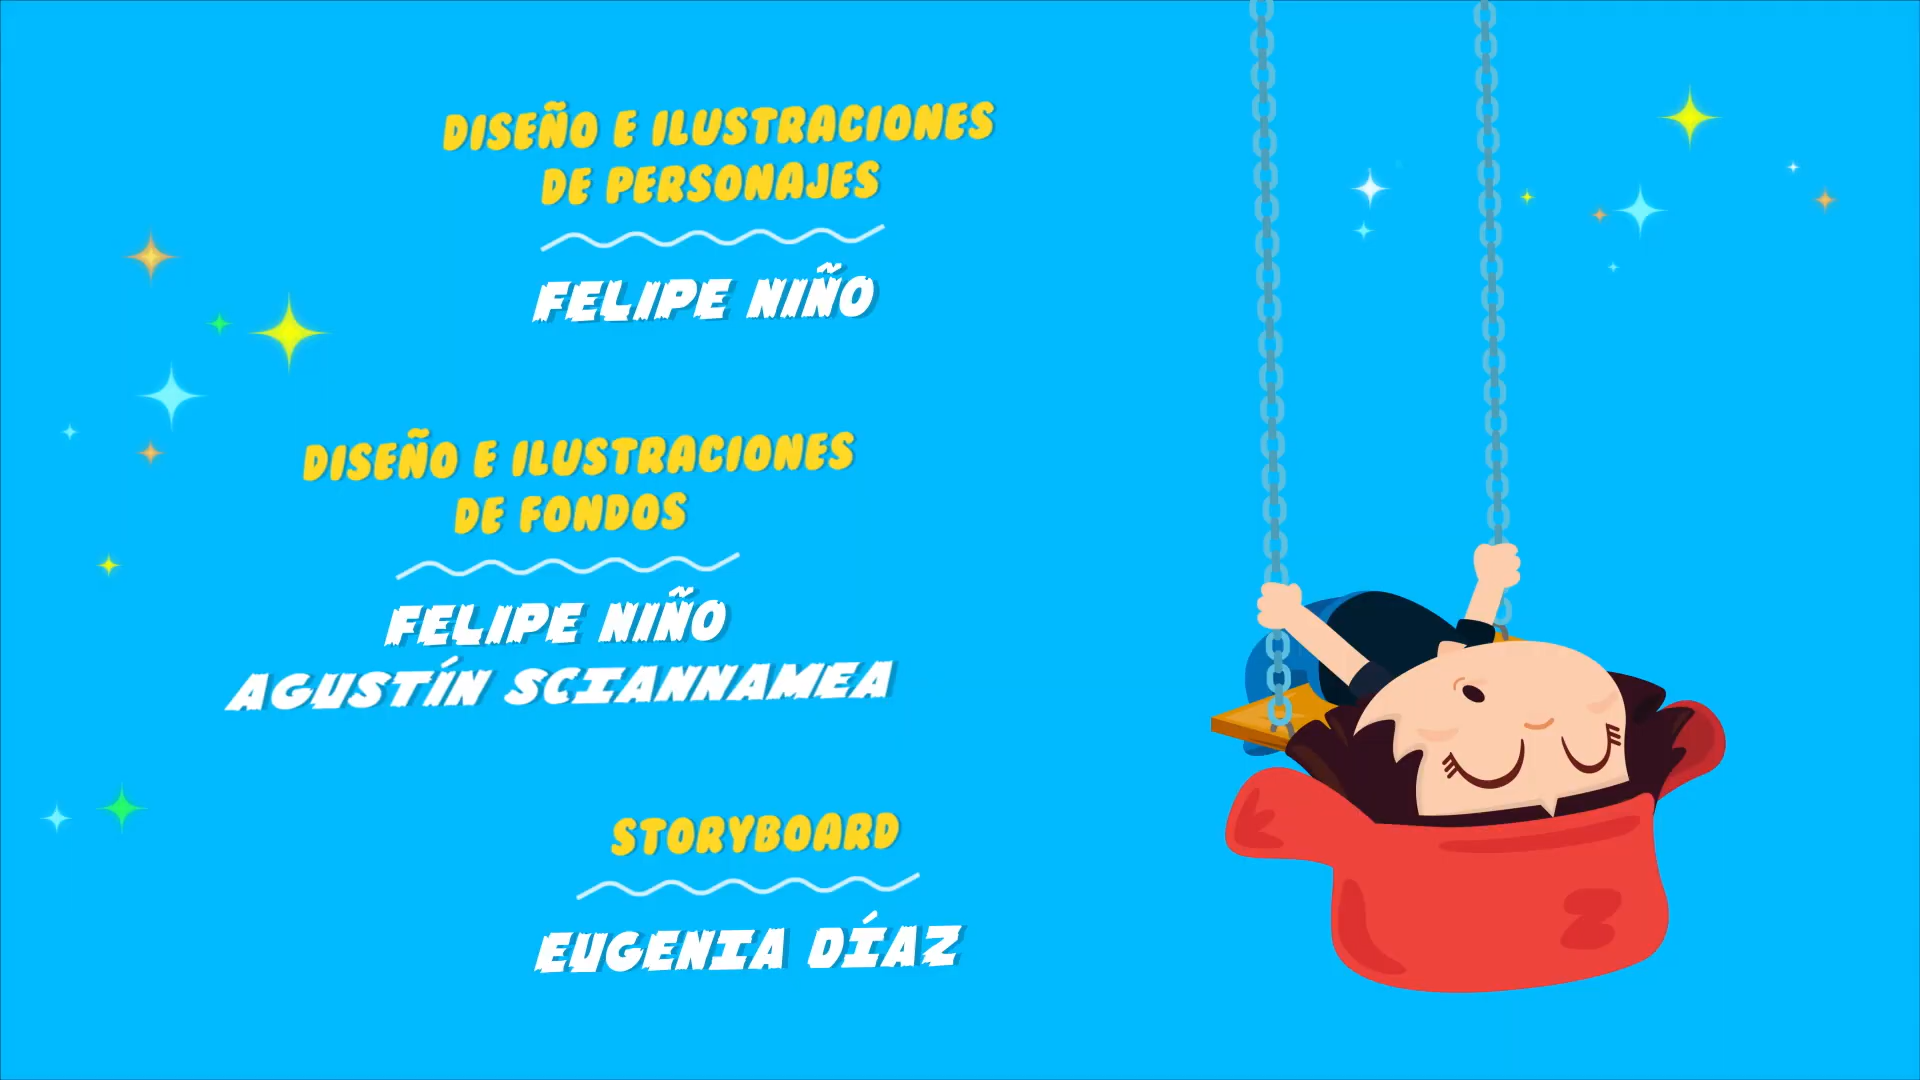 DISEÑO E ILUSTRACIONES
DE PERSONAJES
FELIPE NIÑO
DISEÑO E ILUSTRACIONES
DE FONDOS
FELIPE NIÑO
AGUSTÍN SCIANNAMEA
STORYBOARD
EUGENIA DÍAZ